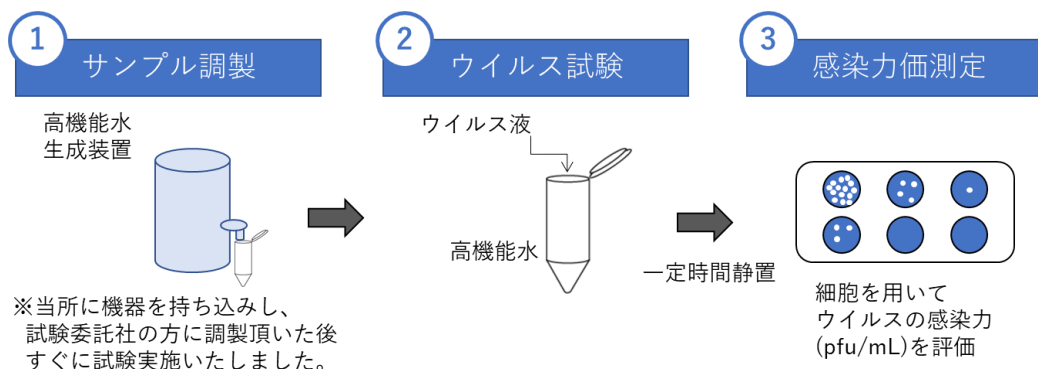 1
サンプル調製
高機能水
生成装置
※当所に機器を持ち込みし、
試験委託社の方に調製頂いた後
すぐに試験実施いたしました。
2
ウイルス試験
ウイルス液
高機能水
一定時間静置
3
感染力価測定
細胞を用いて
ウイルスの感染力
(pfu/mL)を評価